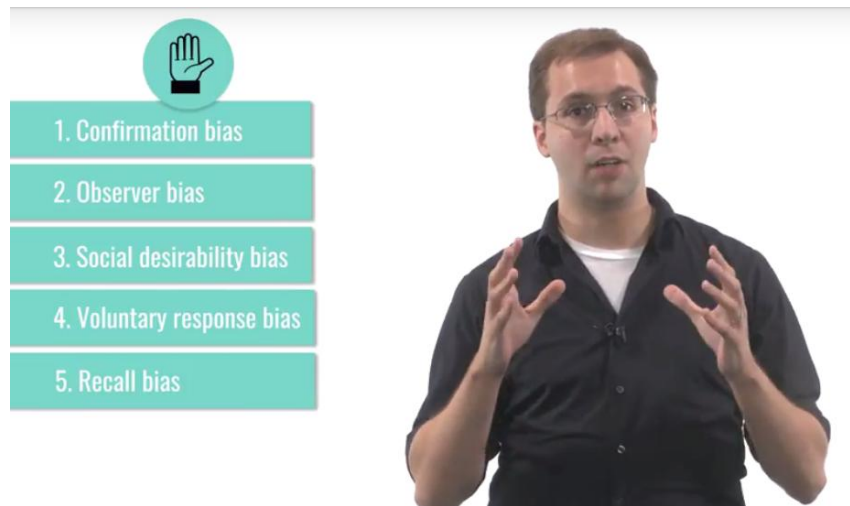 1. Confirmation bias
2. Observer bias
3. Social desirability bias
4. Voluntary response bias
5. Recall bias